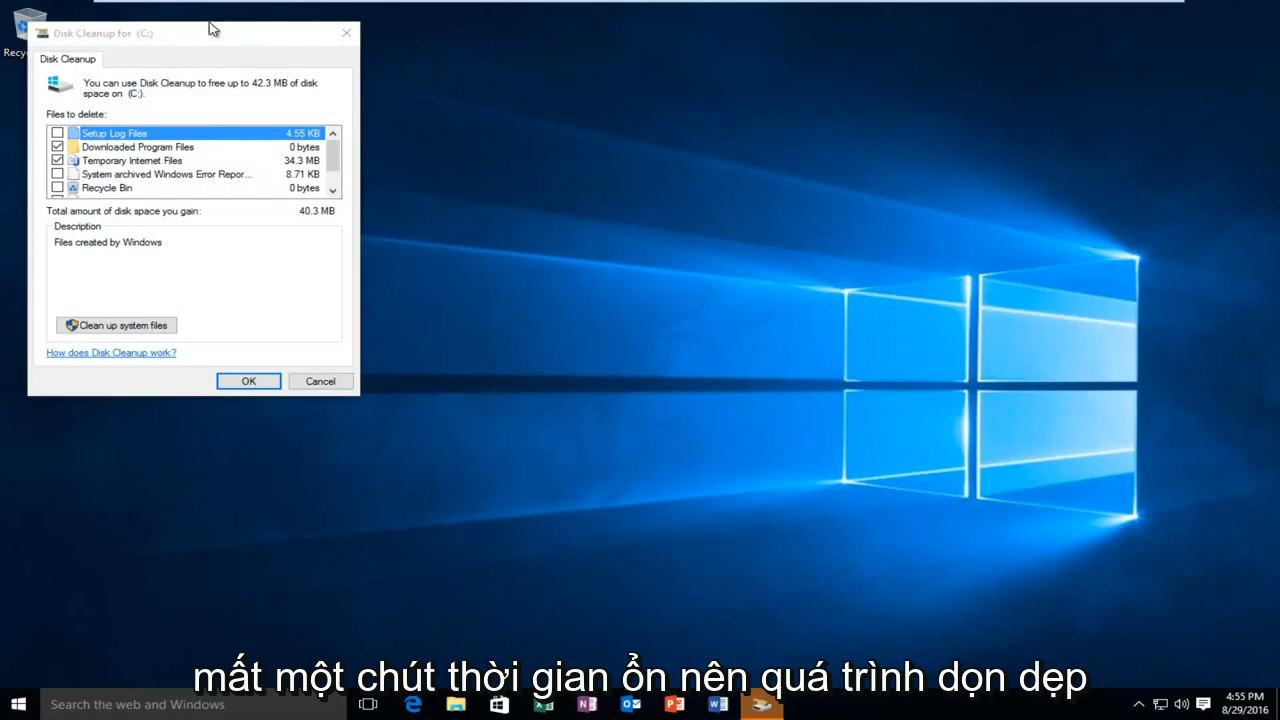 Recy
Disk Cleanup for (C:)
Disk Cleanup
You can use Disk Cleanup to free up to 42.3 MB of disk
space on (C:).
Files to delete:
Setup Log Files 4.55 KB
Downloaded Program Files 0 bytes
Temporary Internet Files 34.3 MB
System archived Windows Error Repor... 8.71 KB
Recycle Bin 0 bytes
Total amount of disk space you gain: 40.3 MB
Description
Files created by Windows
Clean up system files
How does Disk Cleanup work?
OK Cancel
mất một chút thời gian ổn nên quá trình dọn dẹp
Search the web and Windows
4:55 PM
8/29/2016